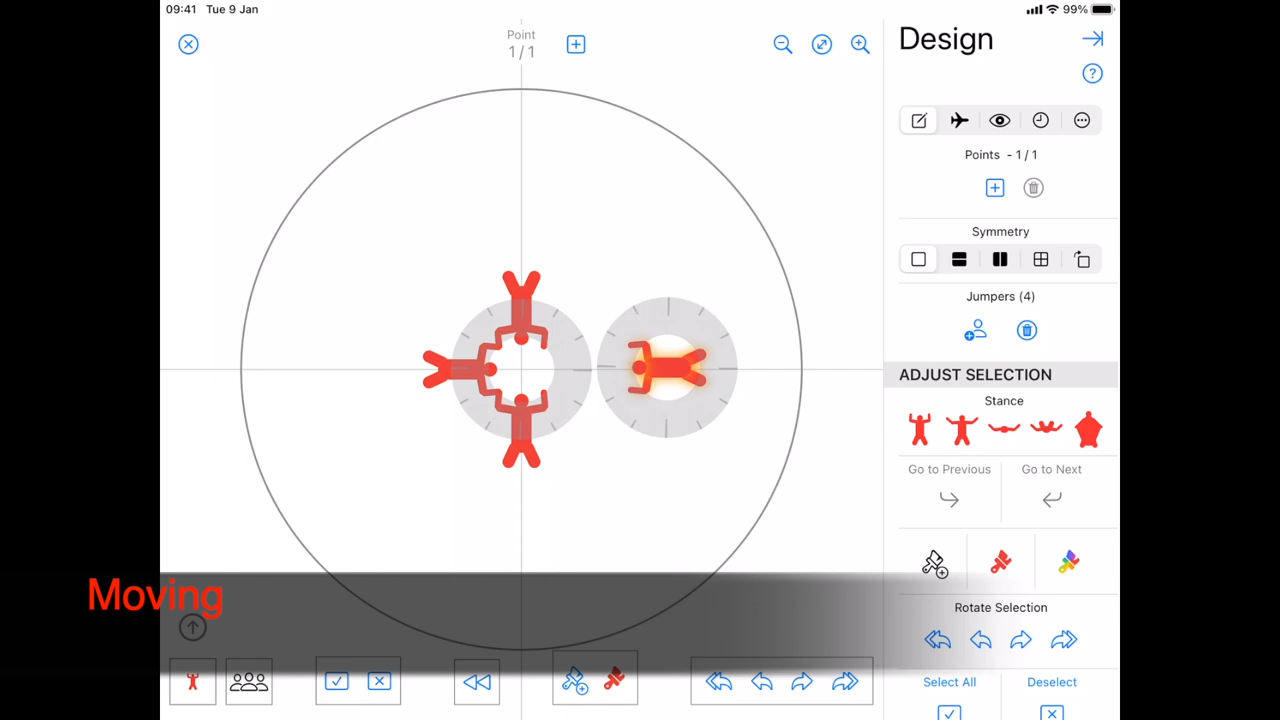 09:41 Tue 9 Jan
99%
Point
1 / 1
Design
Points - 1 / 1
Symmetry
Jumpers (4)
ADJUST SELECTION
Stance
Go to Previous Go to Next
Moving
Rotate Selection
Select All Deselect